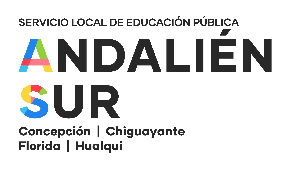 SERVICIO LOCAL DE EDUCACIÓN PÚBLICA
ANDALIÉN
SUR
Concepción | Chiguayante
Florida | Hualqui